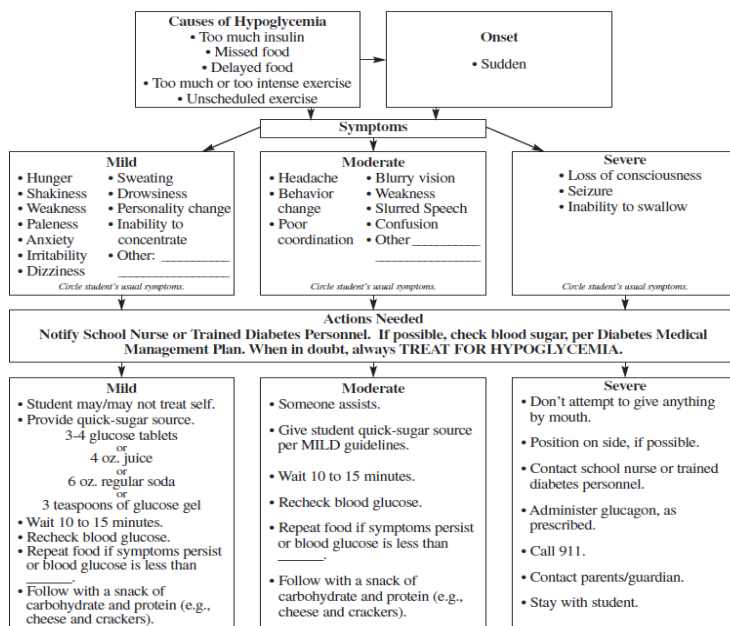 Causes of Hypoglycemia
• Too much insulin
• Missed food
• Delayed food
• Too much or too intense exercise
• Unscheduled exercise
Onset
• Sudden
Symptoms
Mild
• Hunger
• Shakiness
• Weakness
• Paleness
• Anxiety
• Irritability
• Dizziness
• Sweating
• Drowsiness
• Personality change
• Inability to
concentrate
• Other: __________
________________
Circle student's usual symptoms.
Moderate
• Headache
• Behavior
change
• Poor
coordination
• Blurry vision
• Weakness
• Slurred Speech
• Confusion
• Other __________
_______________
Circle student's usual symptoms.
Severe
• Loss of consciousness
• Seizure
• Inability to swallow
Circle student's usual symptoms.
Actions Needed
Notify School Nurse or Trained Diabetes Personnel. If possible, check blood sugar, per Diabetes Medical
Management Plan. When in doubt, always TREAT FOR HYPOGLYCEMIA.
Mild
• Student may/may not treat self.
• Provide quick-sugar source.
3-4 glucose tablets
or
4 oz. juice
or
6 oz. regular soda
or
3 teaspoons of glucose gel
• Wait 10 to 15 minutes.
• Recheck blood glucose.
• Repeat food if symptoms persist
or blood glucose is less than
_______.
• Follow with a snack of
carbohydrate and protein (e.g.,
cheese and crackers).
Moderate
• Someone assists.
• Give student quick-sugar source
per MILD guidelines.
• Wait 10 to 15 minutes.
• Recheck blood glucose.
• Repeat food if symptoms persist
or blood glucose is less than
_______.
• Follow with a snack of
carbohydrate and protein (e.g.,
cheese and crackers).
Severe
• Don't attempt to give anything
by mouth.
• Position on side, if possible.
• Contact school nurse or trained
diabetes personnel.
• Administer glucagon, as
prescribed.
• Call 911.
• Contact parents/guardian.
• Stay with student.